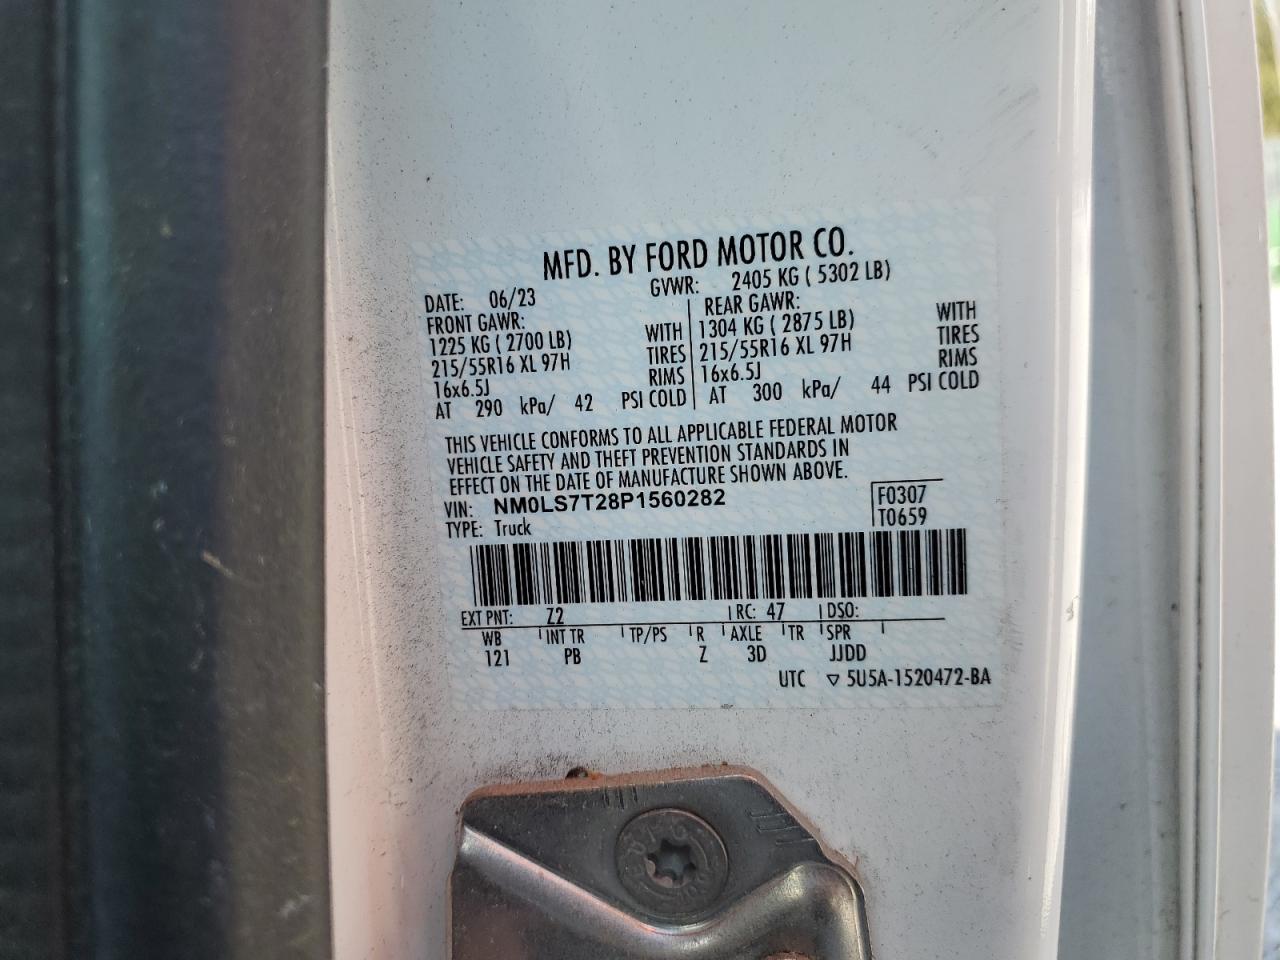 MFD. BY FORD MOTOR CO.
DATE: 06/23 GVWR: 2405 KG ( 5302 LB)
FRONT GAWR: REAR GAWR:
1225 KG ( 2700 LB) WITH 1304 KG ( 2875 LB) WITH
215/55R16 XL 97H TIRES 215/55R16 XL 97H TIRES
16x6.5J RIMS 16x6.5J RIMS
AT 290 kPa/ 42 PSI COLD AT 300 kPa/ 44 PSI COLD
THIS VEHICLE CONFORMS TO ALL APPLICABLE FEDERAL MOTOR
VEHICLE SAFETY AND THEFT PREVENTION STANDARDS IN
EFFECT ON THE DATE OF MANUFACTURE SHOWN ABOVE.
VIN: NM0LS7T28P1560282 F0307
TYPE: Truck T0659
EXT PNT: Z2 RC: 47 DSO:
WB INT TR TP/PS R AXLE TR SPR
121 PB Z 3D JJDD
UTC ▽ 5U5A-1520472-BA